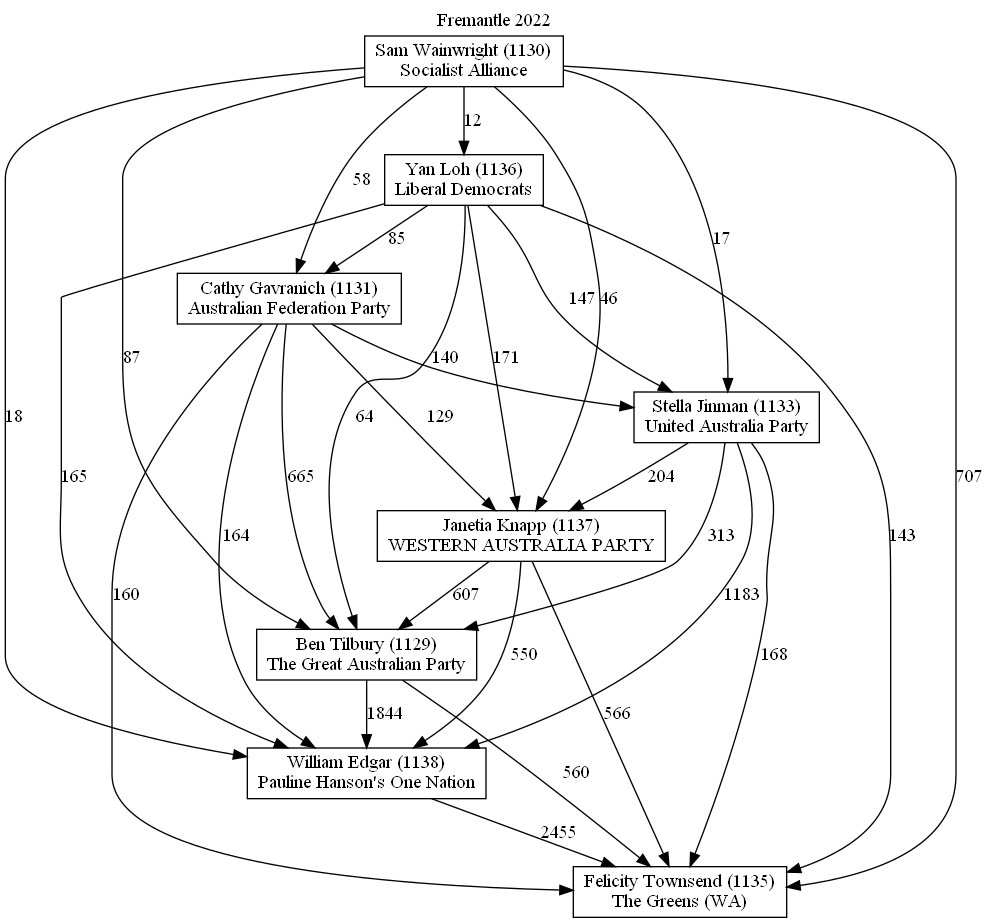 Fremantle 2022
Sam Wainwright (1130)
Socialist Alliance
12
Yan Loh (1136)
Liberal Democrats
58
85
17
Cathy Gavranich (1131)
Australian Federation Party
147
46
87
140
171
18
Stella Jinman (1133)
United Australia Party
64
129
165
665
204
707
Janetia Knapp (1137)
WESTERN AUSTRALIA PARTY
164
313
143
160
607
1183
Ben Tilbury (1129)
The Great Australian Party
550
168
1844
566
William Edgar (1138)
Pauline Hanson's One Nation
560
2455
Felicity Townsend (1135)
The Greens (WA)